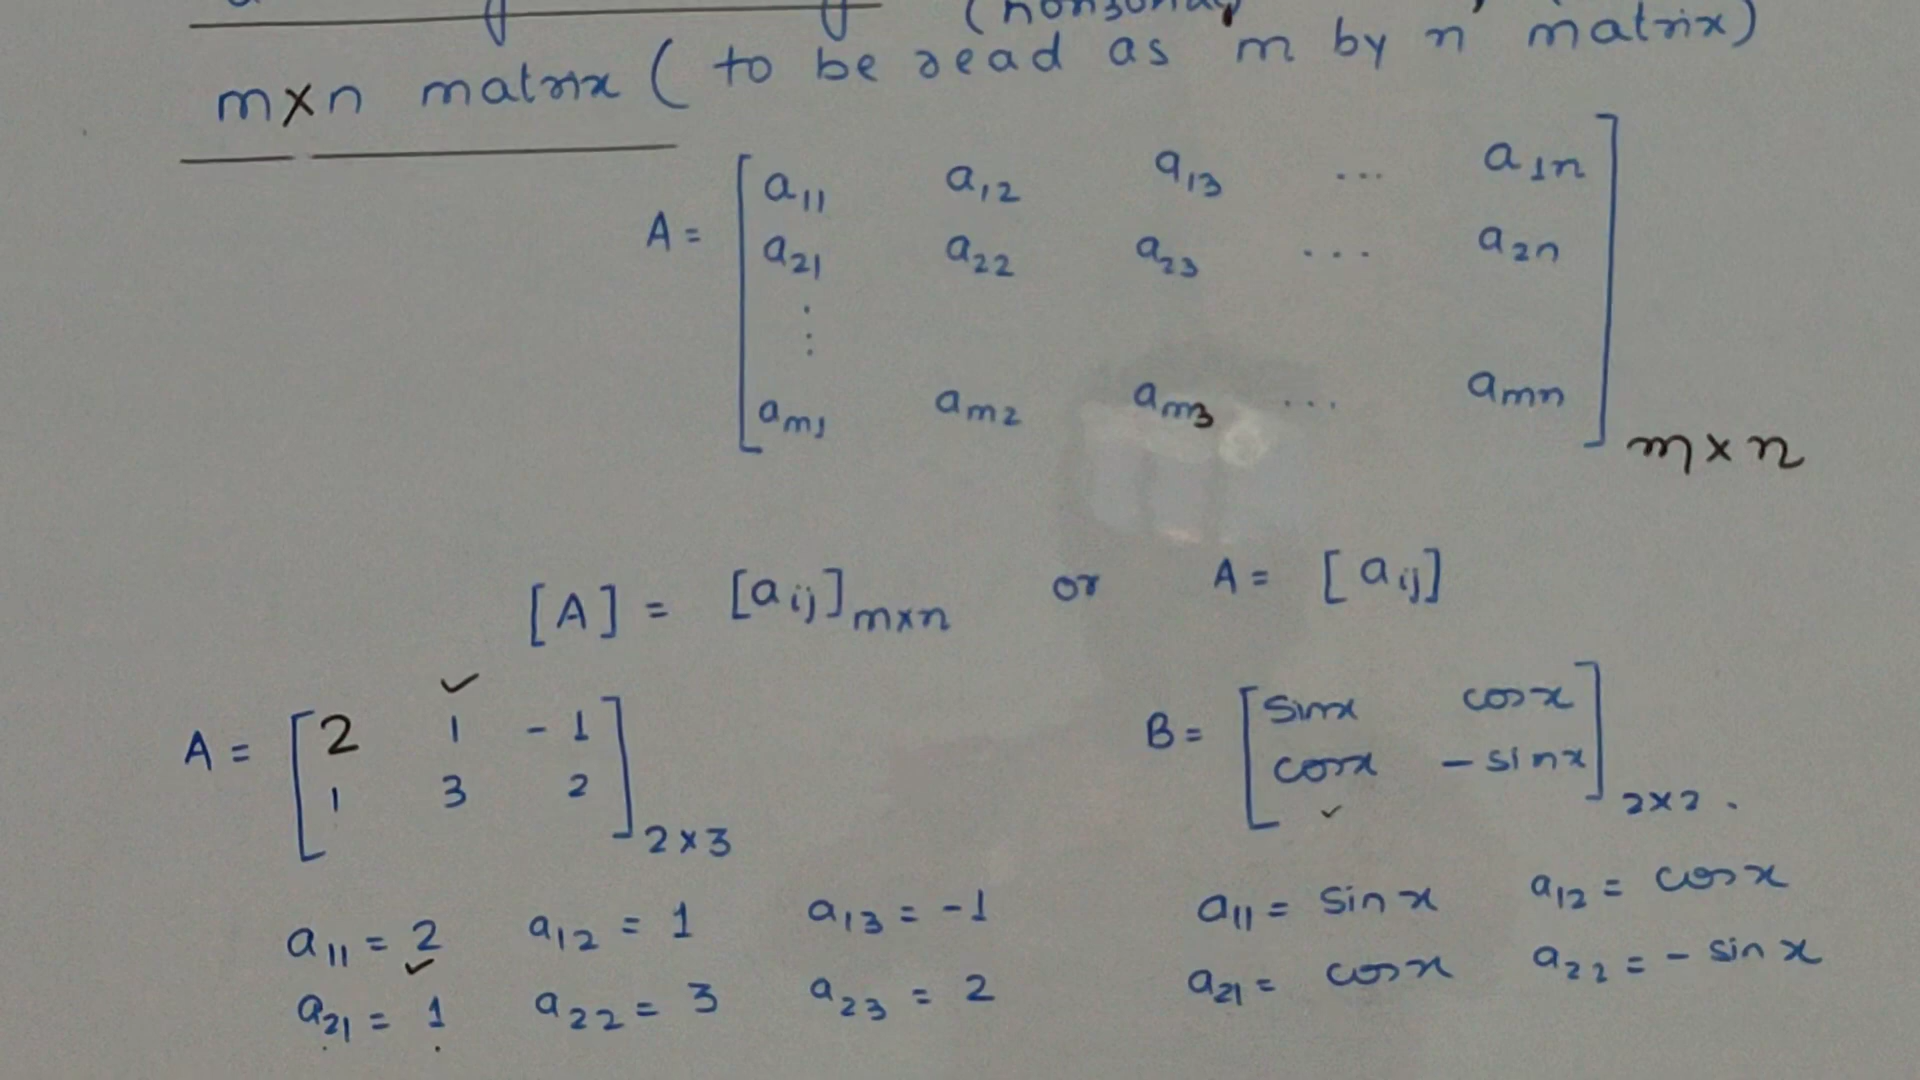 (horizontal
m×n matrix ( to be read as 'm by n' matrix)
A = [ a11 a12 a13 ... a1n
a21 a22 a23 ... a2n
⋮
am1 am2 am3 ... amn ] m×n
[A] = [aij]m×n or A = [aij]
✓
A = [ 2 1 -1
1 3 2 ] 2×3
B = [ sinx cosx
cosx -sinx ] 2×2.
✓
a11 = 2 a12 = 1 a13 = -1
✓
a21 = 1 a22 = 3 a23 = 2
a11 = sin x a12 = cosx
a21 = cosx a22 = - sin x